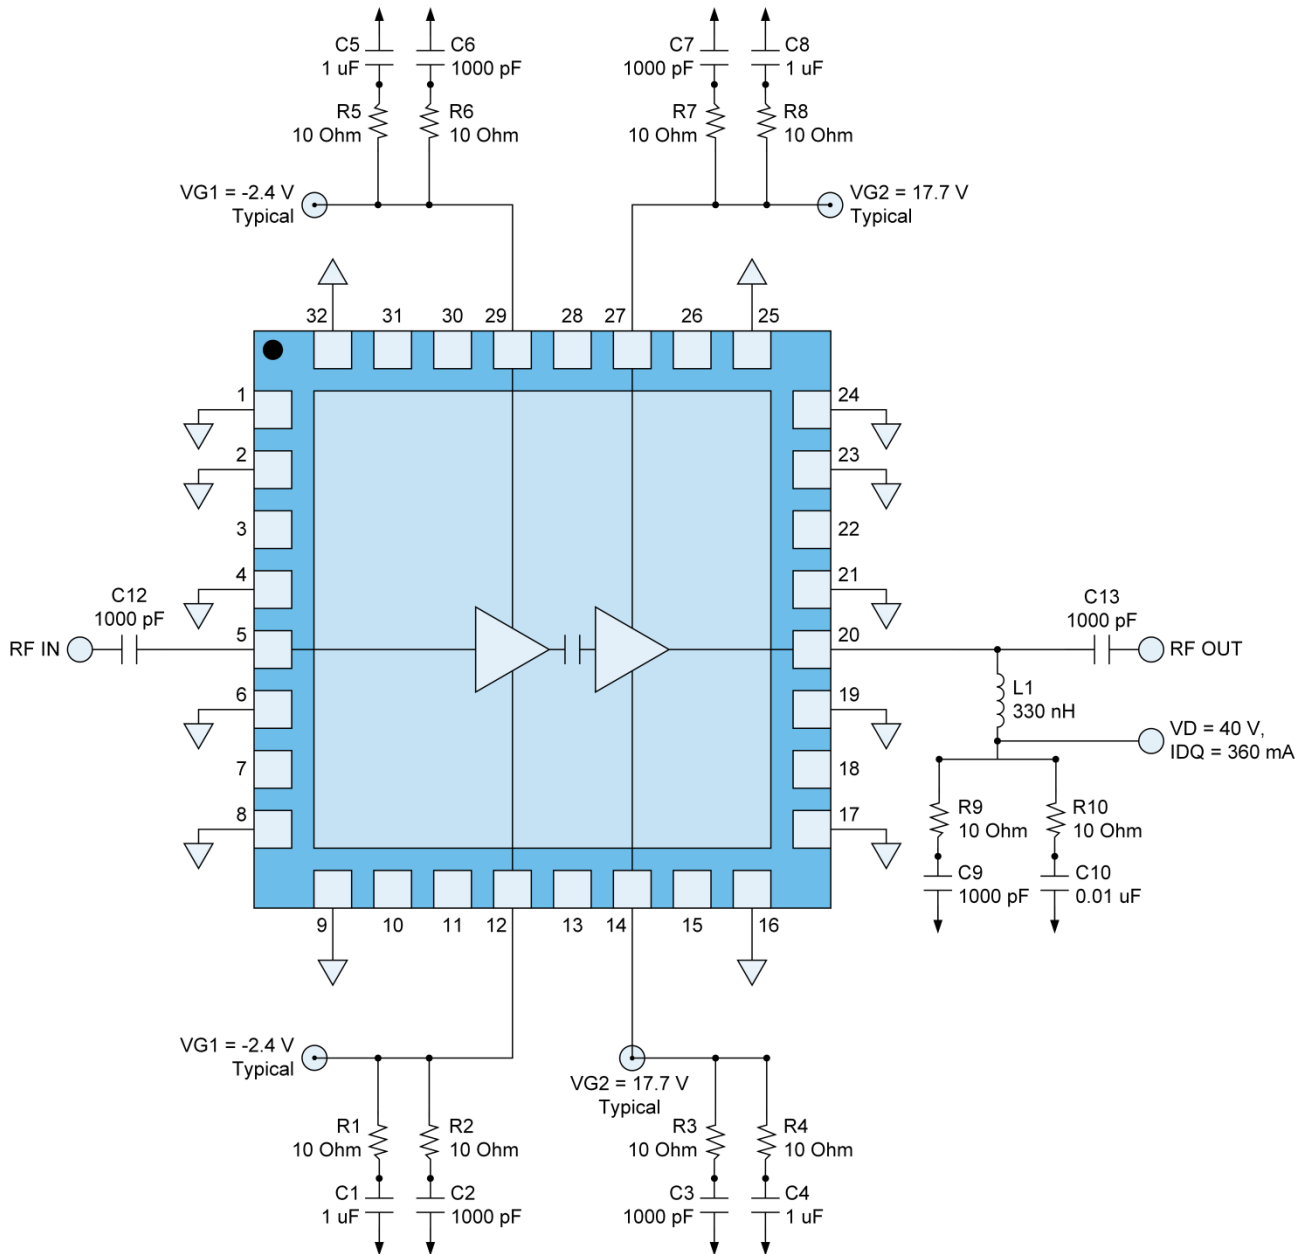 C5
1 uF
C6
1000 pF
C7
1000 pF
C8
1 uF
R5
10 Ohm
R6
10 Ohm
R7
10 Ohm
R8
10 Ohm
VG1 = -2.4 V
Typical
VG2 = 17.7 V
Typical
32
31
30
29
28
27
26
25
1
2
3
4
5
6
7
8
24
23
22
21
20
19
18
17
C12
1000 pF
RF IN
C13
1000 pF
RF OUT
L1
330 nH
VD = 40 V,
IDQ = 360 mA
R9
10 Ohm
R10
10 Ohm
C9
1000 pF
C10
0.01 uF
9
10
11
12
13
14
15
16
VG1 = -2.4 V
Typical
VG2 = 17.7 V
Typical
R1
10 Ohm
R2
10 Ohm
R3
10 Ohm
R4
10 Ohm
C1
1 uF
C2
1000 pF
C3
1000 pF
C4
1 uF